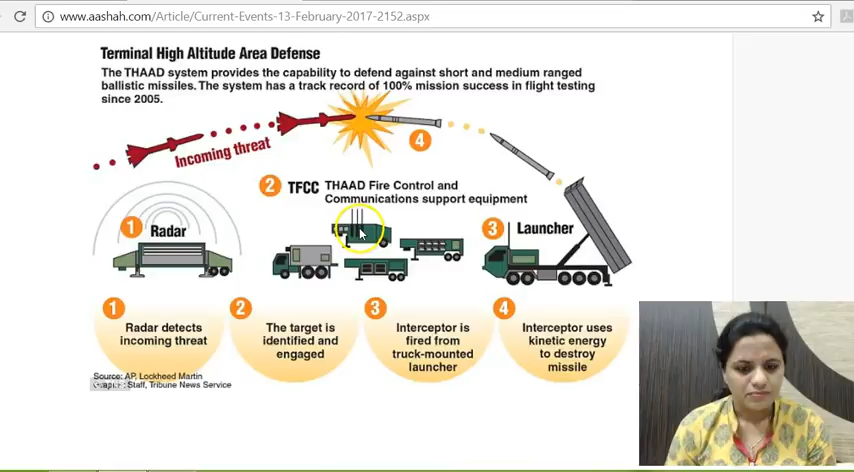 www.aashah.com/Article/Current-Events-13-February-2017-2152.aspx
Terminal High Altitude Area Defense
The THAAD system provides the capability to defend against short and medium ranged
ballistic missiles. The system has a track record of 100% mission success in flight testing
since 2005.
Incoming threat
4
2 TFCC THAAD Fire Control and
Communications support equipment
1 Radar
3 Launcher
1
Radar detects
incoming threat
2
The target is
identified and
engaged
3
Interceptor is
fired from
truck-mounted
launcher
4
Interceptor uses
kinetic energy
to destroy
missile
Source: AP, Lockheed Martin
Graphic: Staff, Tribune News Service